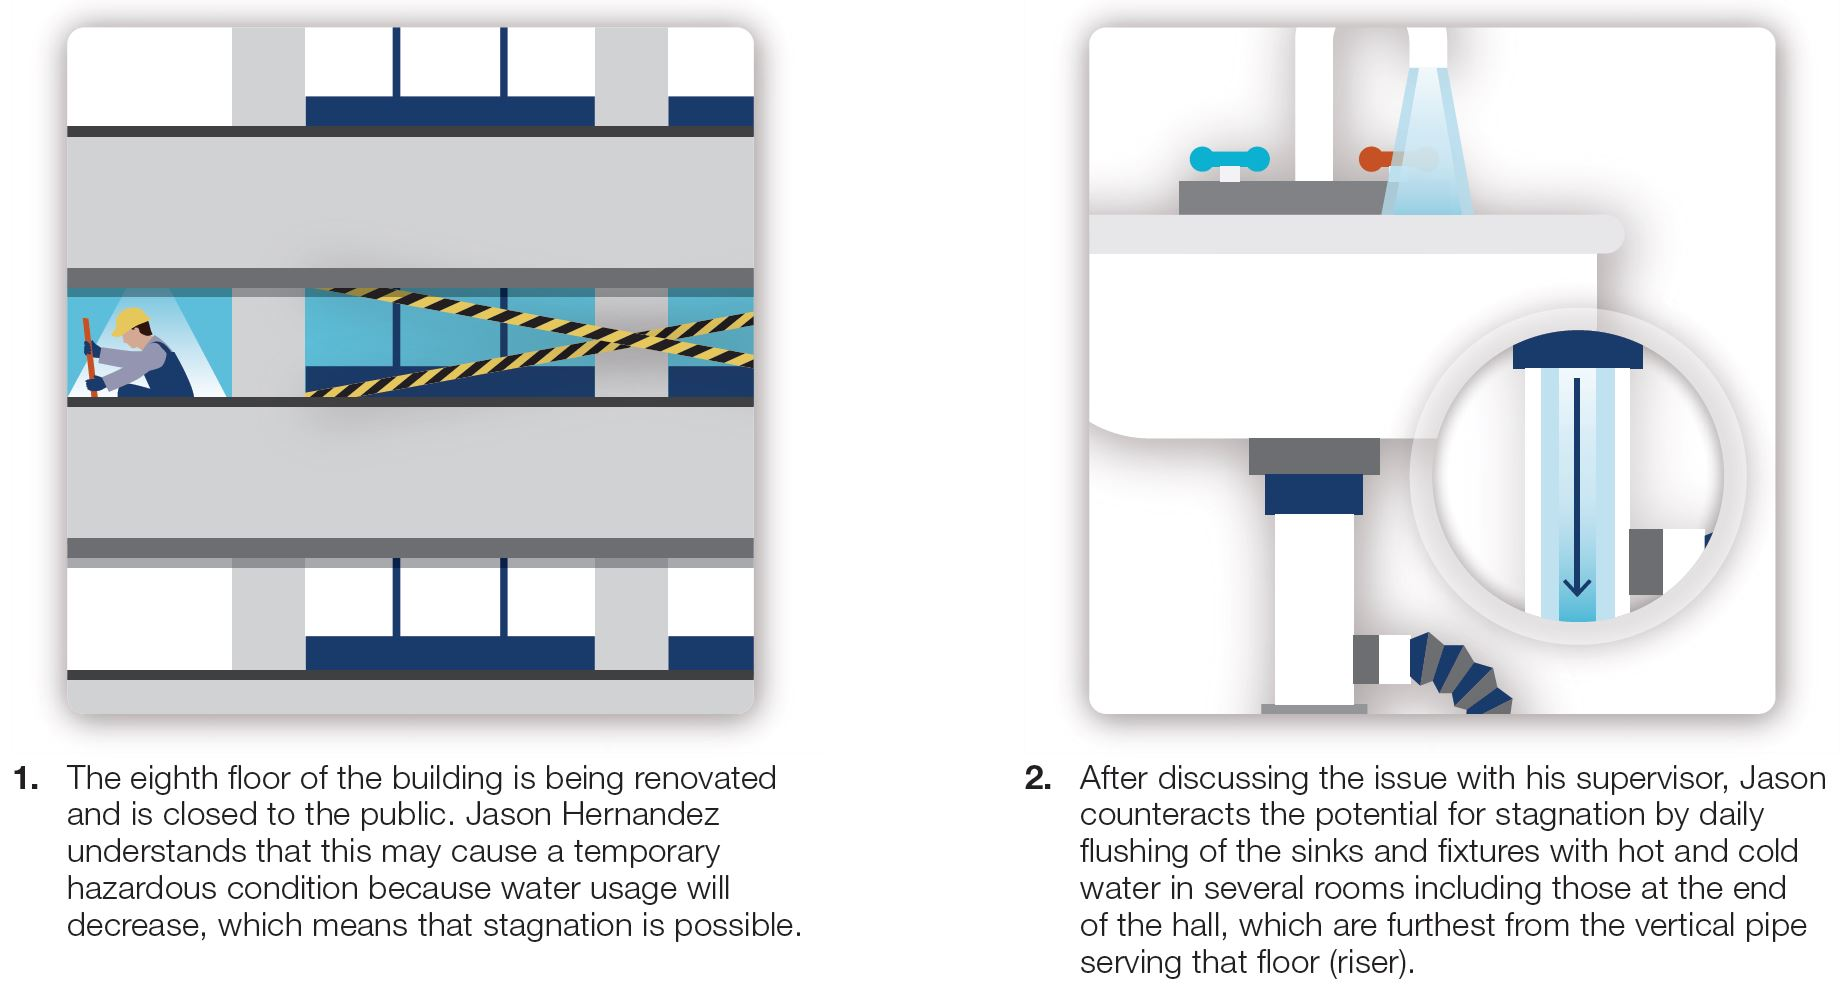 1. The eighth floor of the building is being renovated
and is closed to the public. Jason Hernandez
understands that this may cause a temporary
hazardous condition because water usage will
decrease, which means that stagnation is possible.
2. After discussing the issue with his supervisor, Jason
counteracts the potential for stagnation by daily
flushing of the sinks and fixtures with hot and cold
water in several rooms including those at the end
of the hall, which are furthest from the vertical pipe
serving that floor (riser).